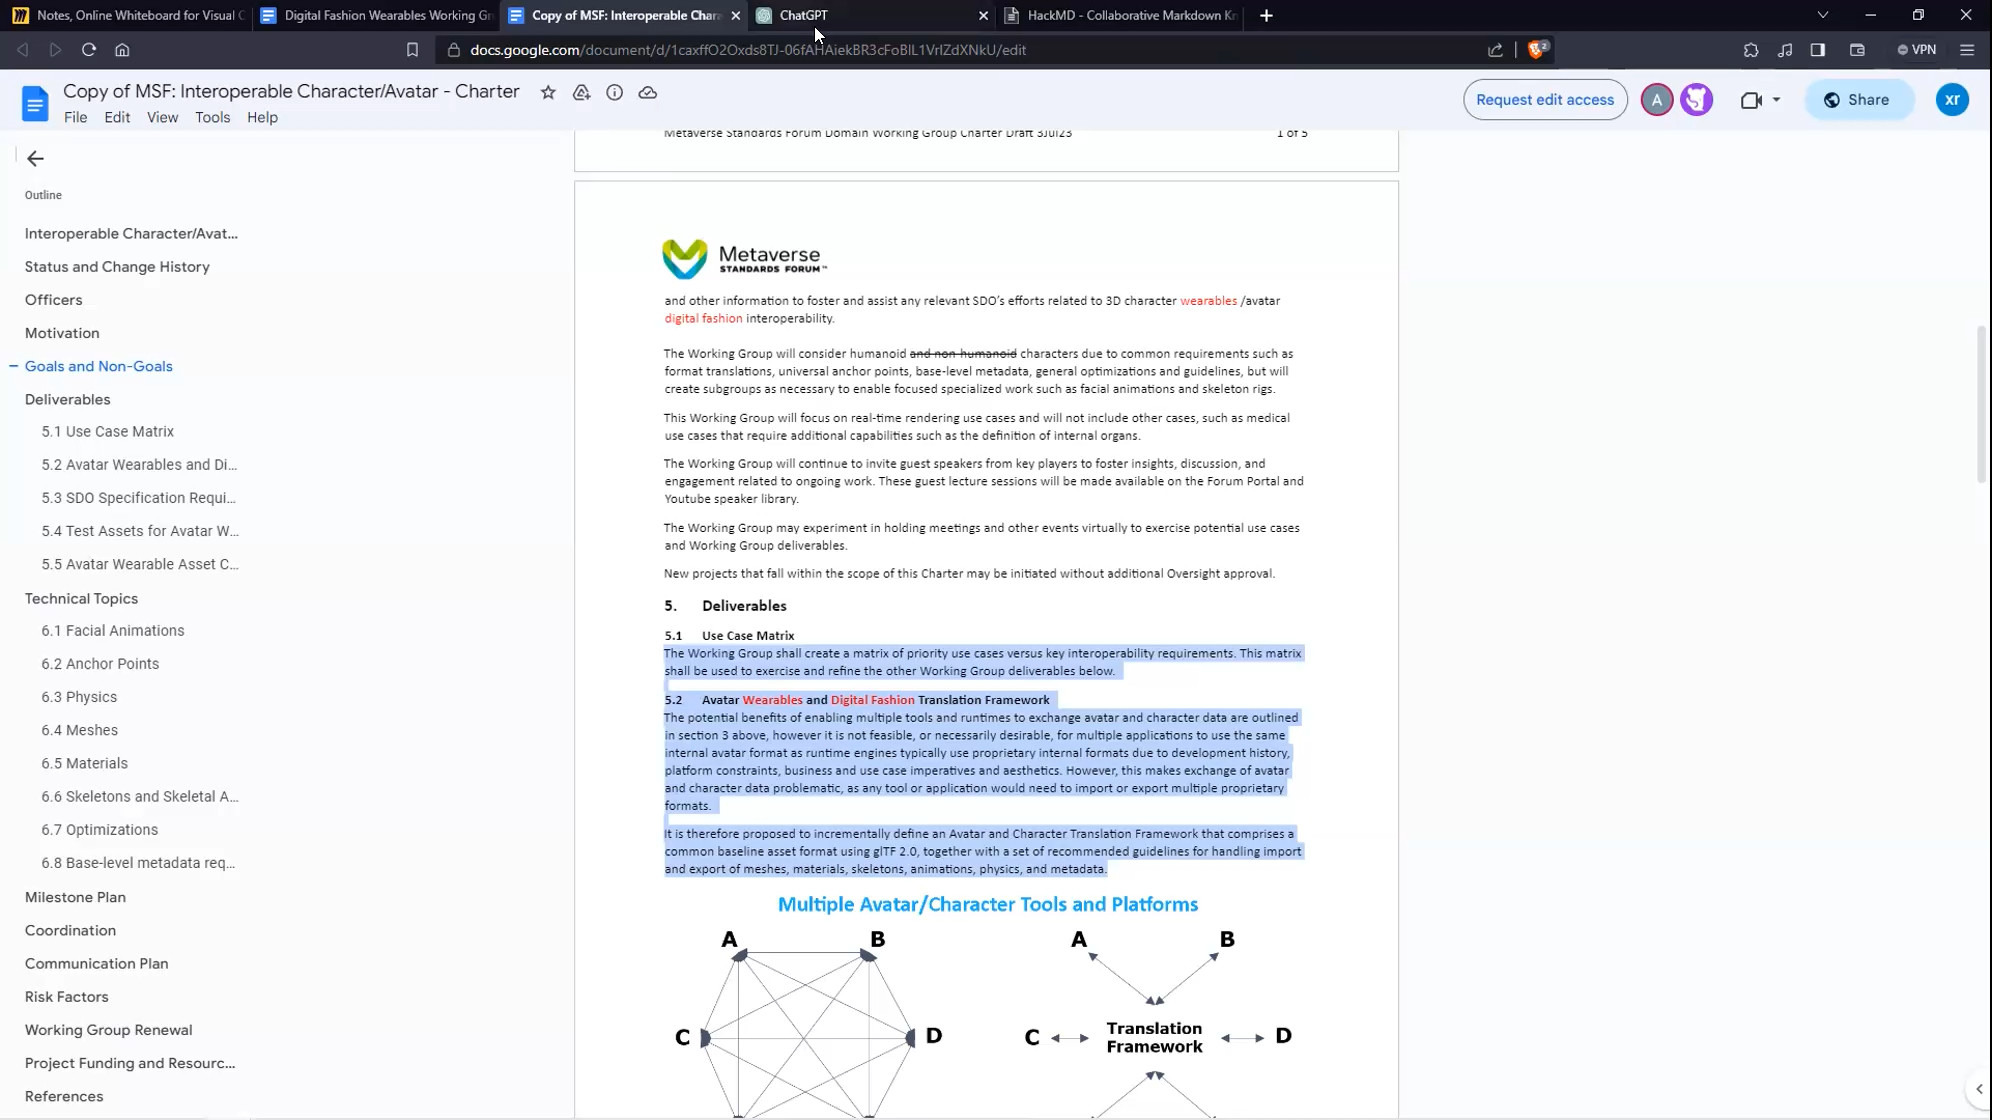 Notes, Online Whiteboard for Visual C
Digital Fashion Wearables Working Gr
Copy of MSF: Interoperable Char
ChatGPT
HackMD - Collaborative Markdown Kn
docs.google.com/document/d/1caxffO2Oxds8TJ-06fAHAiekBR3cFoBlL1VrIZdXNkU/edit
2
VPN
Copy of MSF: Interoperable Character/Avatar - Charter
File Edit View Tools Help
Request edit access
A
Share
xr
Outline
Interoperable Character/Avat...
Status and Change History
Officers
Motivation
Goals and Non-Goals
Deliverables
5.1 Use Case Matrix
5.2 Avatar Wearables and Di...
5.3 SDO Specification Requi...
5.4 Test Assets for Avatar W...
5.5 Avatar Wearable Asset C...
Technical Topics
6.1 Facial Animations
6.2 Anchor Points
6.3 Physics
6.4 Meshes
6.5 Materials
6.6 Skeletons and Skeletal A...
6.7 Optimizations
6.8 Base-level metadata req...
Milestone Plan
Coordination
Communication Plan
Risk Factors
Working Group Renewal
Project Funding and Resourc...
References
Metaverse Standards Forum Domain Working Group Charter Draft 3Jul23 1 of 5
Metaverse
STANDARDS FORUM™
and other information to foster and assist any relevant SDO's efforts related to 3D character wearables /avatar
digital fashion interoperability.
The Working Group will consider humanoid and non-humanoid characters due to common requirements such as
format translations, universal anchor points, base-level metadata, general optimizations and guidelines, but will
create subgroups as necessary to enable focused specialized work such as facial animations and skeleton rigs.
This Working Group will focus on real-time rendering use cases and will not include other cases, such as medical
use cases that require additional capabilities such as the definition of internal organs.
The Working Group will continue to invite guest speakers from key players to foster insights, discussion, and
engagement related to ongoing work. These guest lecture sessions will be made available on the Forum Portal and
Youtube speaker library.
The Working Group may experiment in holding meetings and other events virtually to exercise potential use cases
and Working Group deliverables.
New projects that fall within the scope of this Charter may be initiated without additional Oversight approval.
5. Deliverables
5.1 Use Case Matrix
The Working Group shall create a matrix of priority use cases versus key interoperability requirements. This matrix
shall be used to exercise and refine the other Working Group deliverables below.
5.2 Avatar Wearables and Digital Fashion Translation Framework
The potential benefits of enabling multiple tools and runtimes to exchange avatar and character data are outlined
in section 3 above, however it is not feasible, or necessarily desirable, for multiple applications to use the same
internal avatar format as runtime engines typically use proprietary internal formats due to development history,
platform constraints, business and use case imperatives and aesthetics. However, this makes exchange of avatar
and character data problematic, as any tool or application would need to import or export multiple proprietary
formats.
It is therefore proposed to incrementally define an Avatar and Character Translation Framework that comprises a
common baseline asset format using glTF 2.0, together with a set of recommended guidelines for handling import
and export of meshes, materials, skeletons, animations, physics, and metadata.
Multiple Avatar/Character Tools and Platforms
A B A B
C D C Translation Framework D